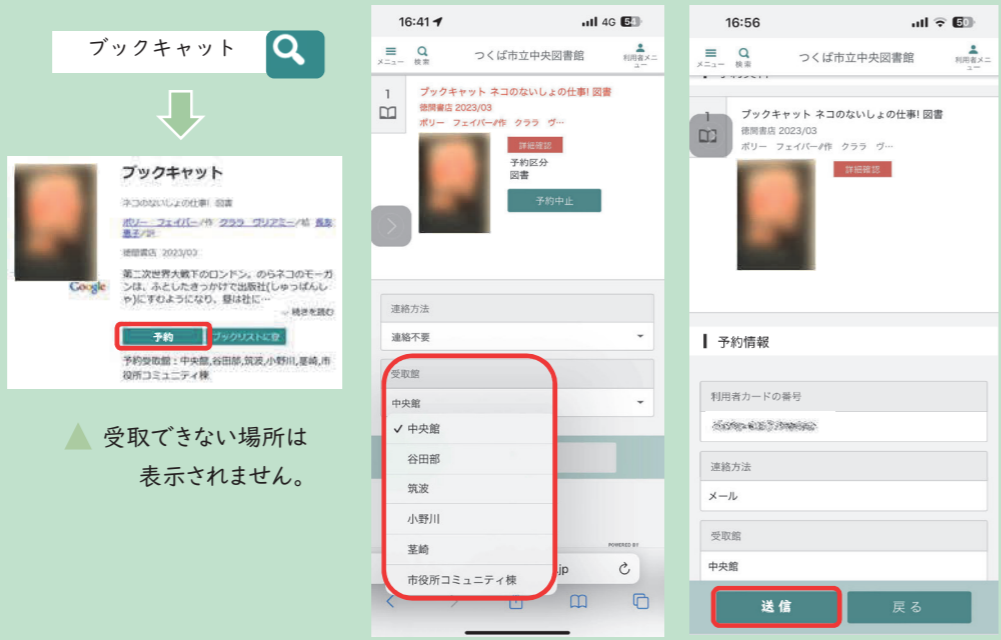 ブックキャット
ブックキャット
ネコのないしょの仕事! 図書
ポリー フェイバー/作 クララ ヴリアミー/絵 長友
恵子/訳
徳間書店 2023/03
第二次世界大戦下のロンドン。のらネコのモーガ
ンは、ふとしたきっかけで出版社(しゅっぱんし
ゃ)にすむようになり、昼は社に…
続きを読む
Google
予約
ブックリストに登
予約受取館:中央館,谷田部,筑波,小野川,茎崎,市
役所コミュニティ棟
受取できない場所は
表示されません。
16:41
4G
メニュー
検索
つくば市立中央図書館
利用者メニ
ュー
1
ブックキャット ネコのないしょの仕事! 図書
徳間書店 2023/03
ポリー フェイバー/作 クララ ヴ…
詳細確認
予約区分
図書
予約中止
連絡方法
連絡不要
受取館
中央館
✓ 中央館
谷田部
筑波
小野川
茎崎
市役所コミュニティ棟
POWERED BY
jp
16:56
メニュー
検索
つくば市立中央図書館
利用者メニ
ュー
1
ブックキャット ネコのないしょの仕事! 図書
徳間書店 2023/03
ポリー フェイバー/作 クララ ヴ…
詳細確認
予約情報
利用者カードの番号
連絡方法
メール
受取館
中央館
送信
戻る